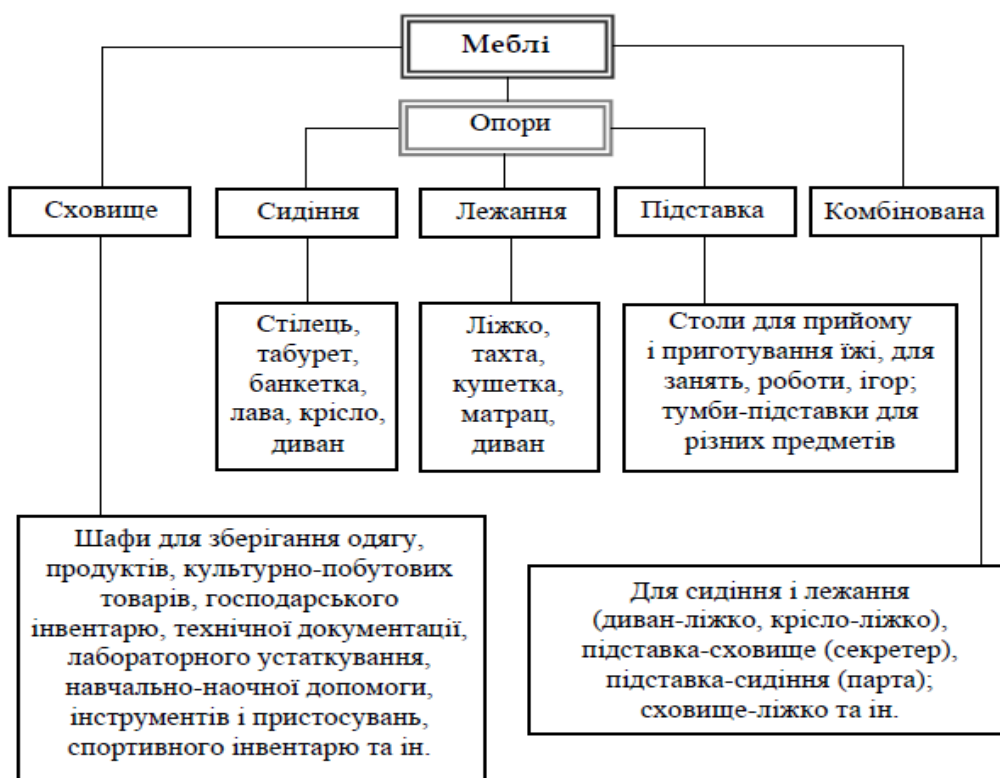 Меблі
Опори
Сховище
Сидіння
Лежання
Підставка
Комбінована
Стілець,
табурет,
банкетка,
лава, крісло,
диван
Ліжко,
тахта,
кушетка,
матрац,
диван
Столи для прийому
і приготування їжі, для
занять, роботи, ігор;
тумби-підставки для
різних предметів
Шафи для зберігання одягу,
продуктів, культурно-побутових
товарів, господарського
інвентарю, технічної документації,
лабораторного устаткування,
навчально-наочної допомоги,
інструментів і пристосувань,
спортивного інвентарю та ін.
Для сидіння і лежання
(диван-ліжко, крісло-ліжко),
підставка-сховище (секретер),
підставка-сидіння (парта);
сховище-ліжко та ін.